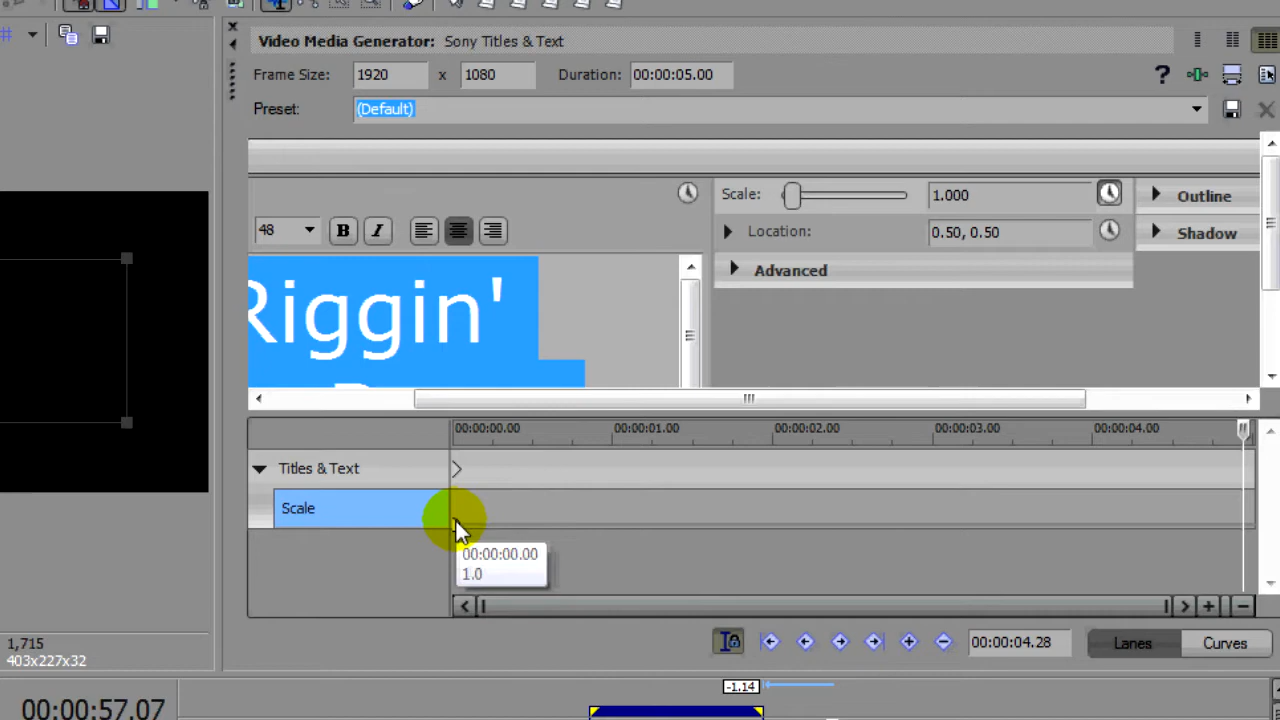 Video Media Generator: Sony Titles & Text
Frame Size: 1920 x 1080 Duration: 00:00:05.00
?
Preset: (Default)
Scale: 1.000
Outline
48 B I
Location: 0.50, 0.50
Shadow
Advanced
Riggin'
00:00:00.00 00:00:01.00 00:00:02.00 00:00:03.00 00:00:04.00
Titles & Text
Scale
00:00:00.00
1.0
00:00:04.28 Lanes Curves
1,715
403x227x32
-1.14
00:00:57.07